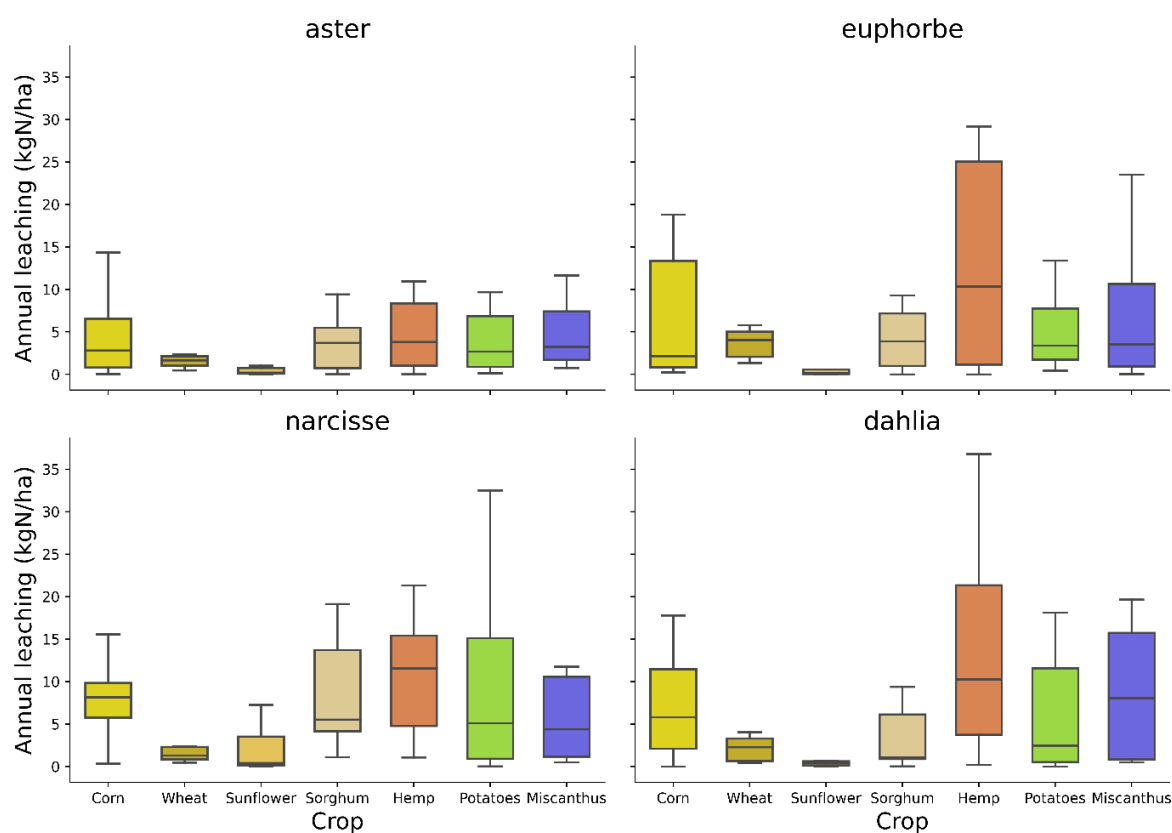 aster
euphorbe
Annual leaching (kgN/ha)
35
30
25
20
15
10
5
0
narcisse
dahlia
Annual leaching (kgN/ha)
35
30
25
20
15
10
5
0
Corn Wheat Sunflower Sorghum Hemp Potatoes Miscanthus
Crop
Corn Wheat Sunflower Sorghum Hemp Potatoes Miscanthus
Crop